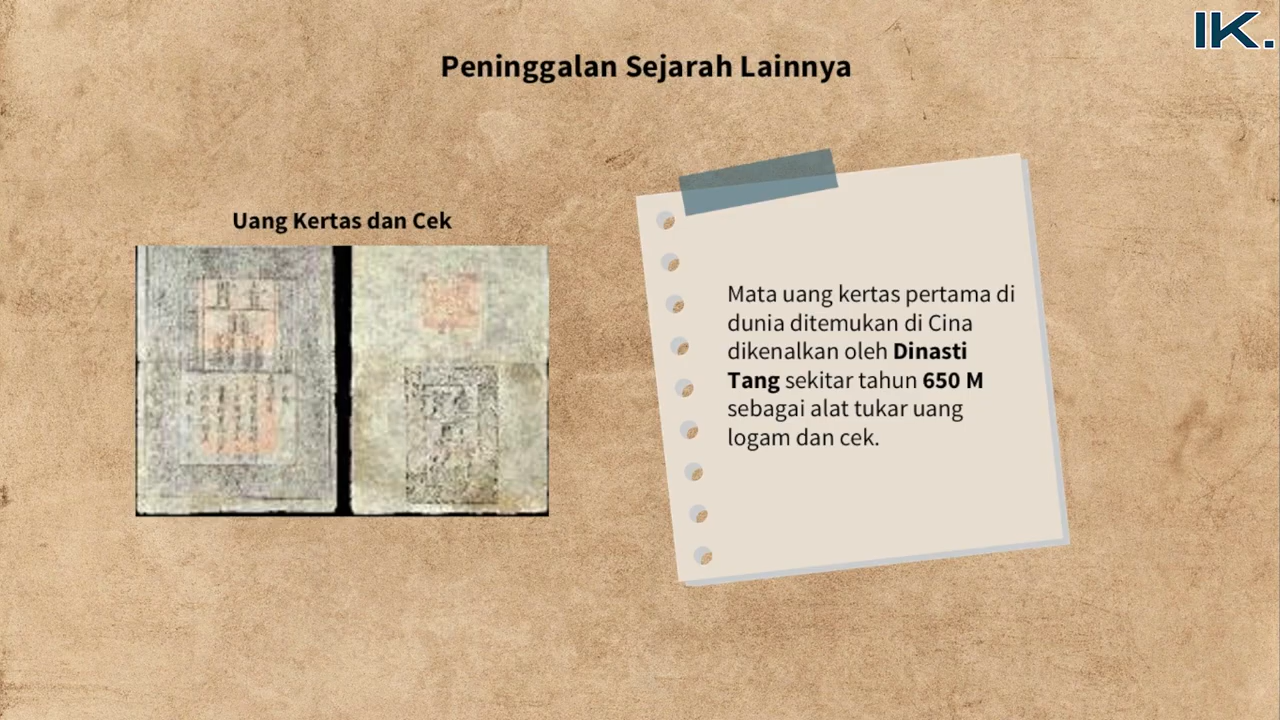 IK.
Peninggalan Sejarah Lainnya
Uang Kertas dan Cek
Mata uang kertas pertama di
dunia ditemukan di Cina
dikenalkan oleh Dinasti
Tang sekitar tahun 650 M
sebagai alat tukar uang
logam dan cek.